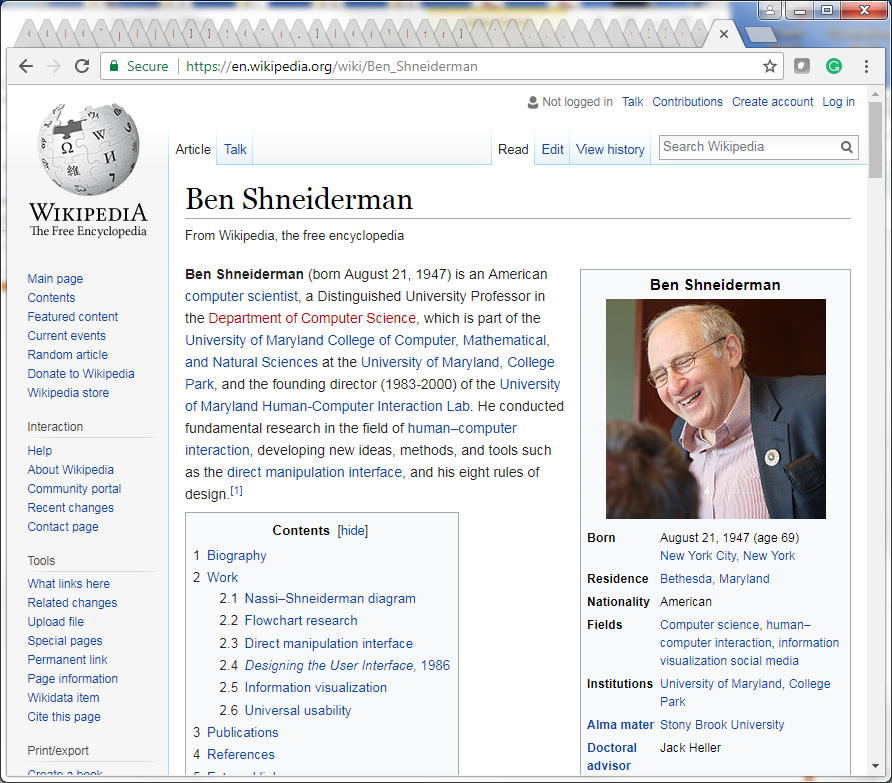 Secure
https://en.wikipedia.org/wiki/Ben_Shneiderman
Not logged in Talk Contributions Create account Log in
Article Talk Read Edit View history Search Wikipedia
WIKIPEDIA
The Free Encyclopedia
Main page
Contents
Featured content
Current events
Random article
Donate to Wikipedia
Wikipedia store
Interaction
Help
About Wikipedia
Community portal
Recent changes
Contact page
Tools
What links here
Related changes
Upload file
Special pages
Permanent link
Page information
Wikidata item
Cite this page
Print/export
Create a book
Ben Shneiderman
From Wikipedia, the free encyclopedia
Ben Shneiderman (born August 21, 1947) is an American
computer scientist, a Distinguished University Professor in
the Department of Computer Science, which is part of the
University of Maryland College of Computer, Mathematical,
and Natural Sciences at the University of Maryland, College
Park, and the founding director (1983-2000) of the University
of Maryland Human-Computer Interaction Lab. He conducted
fundamental research in the field of human–computer
interaction, developing new ideas, methods, and tools such
as the direct manipulation interface, and his eight rules of
design.[1]
Contents [hide]
1 Biography
2 Work
2.1 Nassi–Shneiderman diagram
2.2 Flowchart research
2.3 Direct manipulation interface
2.4 Designing the User Interface, 1986
2.5 Information visualization
2.6 Universal usability
3 Publications
4 References
Ben Shneiderman
Born August 21, 1947 (age 69)
New York City, New York
Residence Bethesda, Maryland
Nationality American
Fields Computer science, human–
computer interaction, information
visualization social media
Institutions University of Maryland, College
Park
Alma mater Stony Brook University
Doctoral Jack Heller
advisor